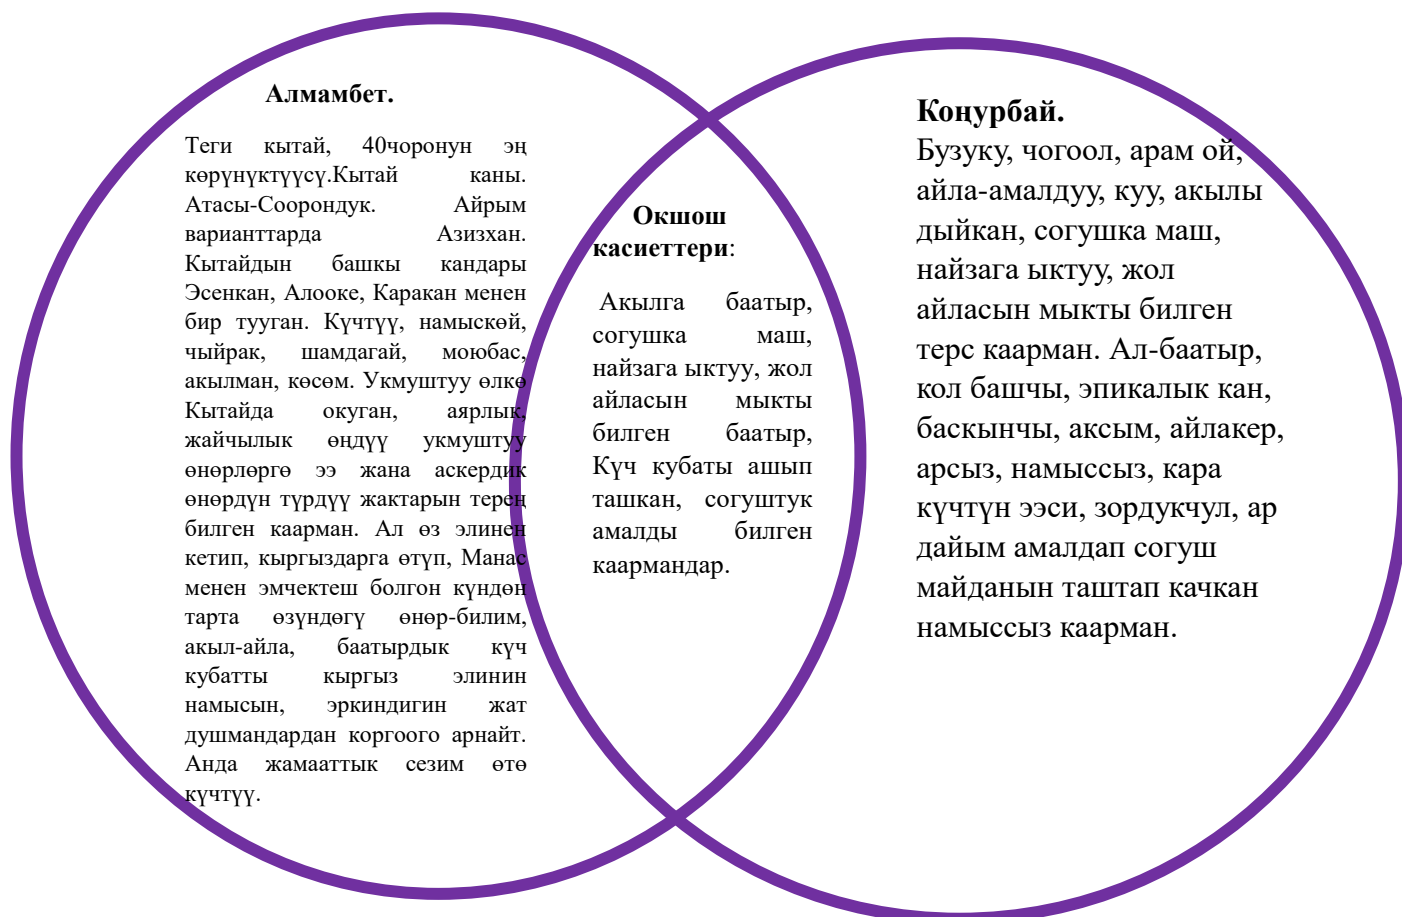 Алмамбет.
Теги кытай, 40чоронун эң
көрүнүктүүсү.Кытай каны.
Атасы-Соорондук. Айрым
варианттарда Азизхан.
Кытайдын башкы кандары
Эсенкан, Алооке, Каракан менен
бир тууган. Күчтүү, намыскөй,
чыйрак, шамдагай, моюбас,
акылман, көсөм. Укмуштуу өлкө
Кытайда окуган, аярлык,
жайчылык өңдүү укмуштуу
өнөрлөргө ээ жана аскердик
өнөрдүн түрдүү жактарын терең
билген каарман. Ал өз элинен
кетип, кыргыздарга өтүп, Манас
менен эмчектеш болгон күндөн
тарта өзүндөгү өнөр-билим,
акыл-айла, баатырдык күч
кубатты кыргыз элинин
намысын, эркиндигин жат
душмандардан коргоого арнайт.
Анда жамааттык сезим өтө
күчтүү.
Окшош
касиеттери:
Акылга баатыр,
согушка маш,
найзага ыктуу, жол
айласын мыкты
билген баатыр,
Күч кубаты ашып
ташкан, согуштук
амалды билген
каармандар.
Коңурбай.
Бузуку, чогоол, арам ой,
айла-амалдуу, куу, акылы
дыйкан, согушка маш,
найзага ыктуу, жол
айласын мыкты билген
терс каарман. Ал-баатыр,
кол башчы, эпикалык кан,
баскынчы, аксым, айлакер,
арсыз, намыссыз, кара
күчтүн ээси, зордукчул, ар
дайым амалдап согуш
майданын таштап качкан
намыссыз каарман.